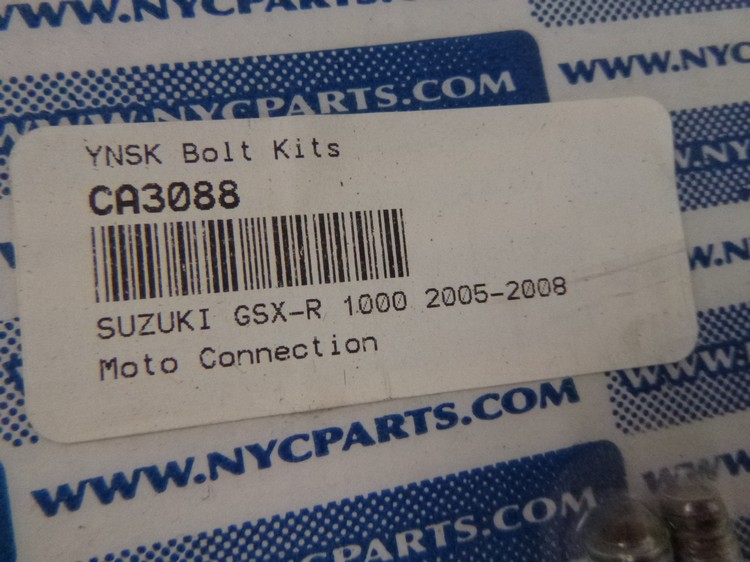 WWW.NYCPARTS.COM
WWW.NYCPARTS.COM
YNSK Bolt Kits
CA3088
SUZUKI GSX-R 1000 2005-2008
Moto Connection
WWW.NYCPARTS.COM